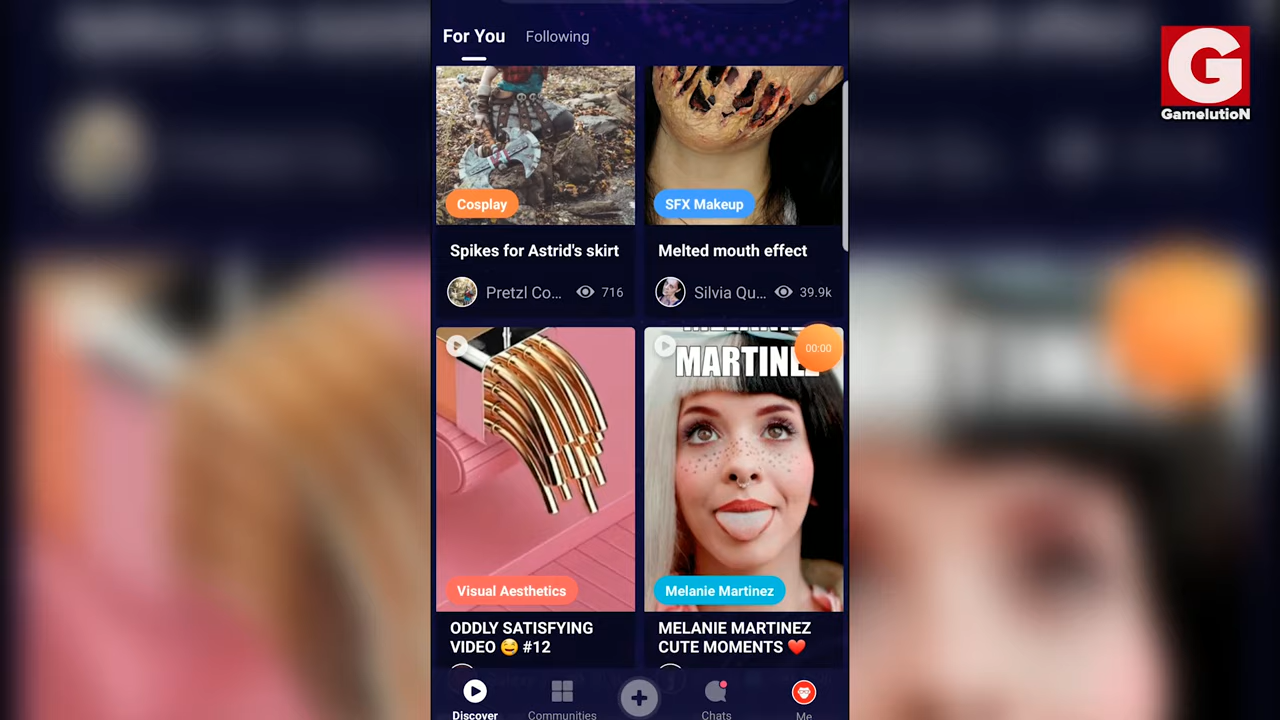 For You
Following
Cosplay
SFX Makeup
Spikes for Astrid's skirt
Melted mouth effect
Pretzl Co...
716
Silvia Qu...
39.9k
MARTINEZ
00:00
Visual Aesthetics
Melanie Martinez
ODDLY SATISFYING
VIDEO 🤤 #12
MELANIE MARTINEZ
CUTE MOMENTS ❤️
Discover
Communities
Chats
Me
G
GamelutioN